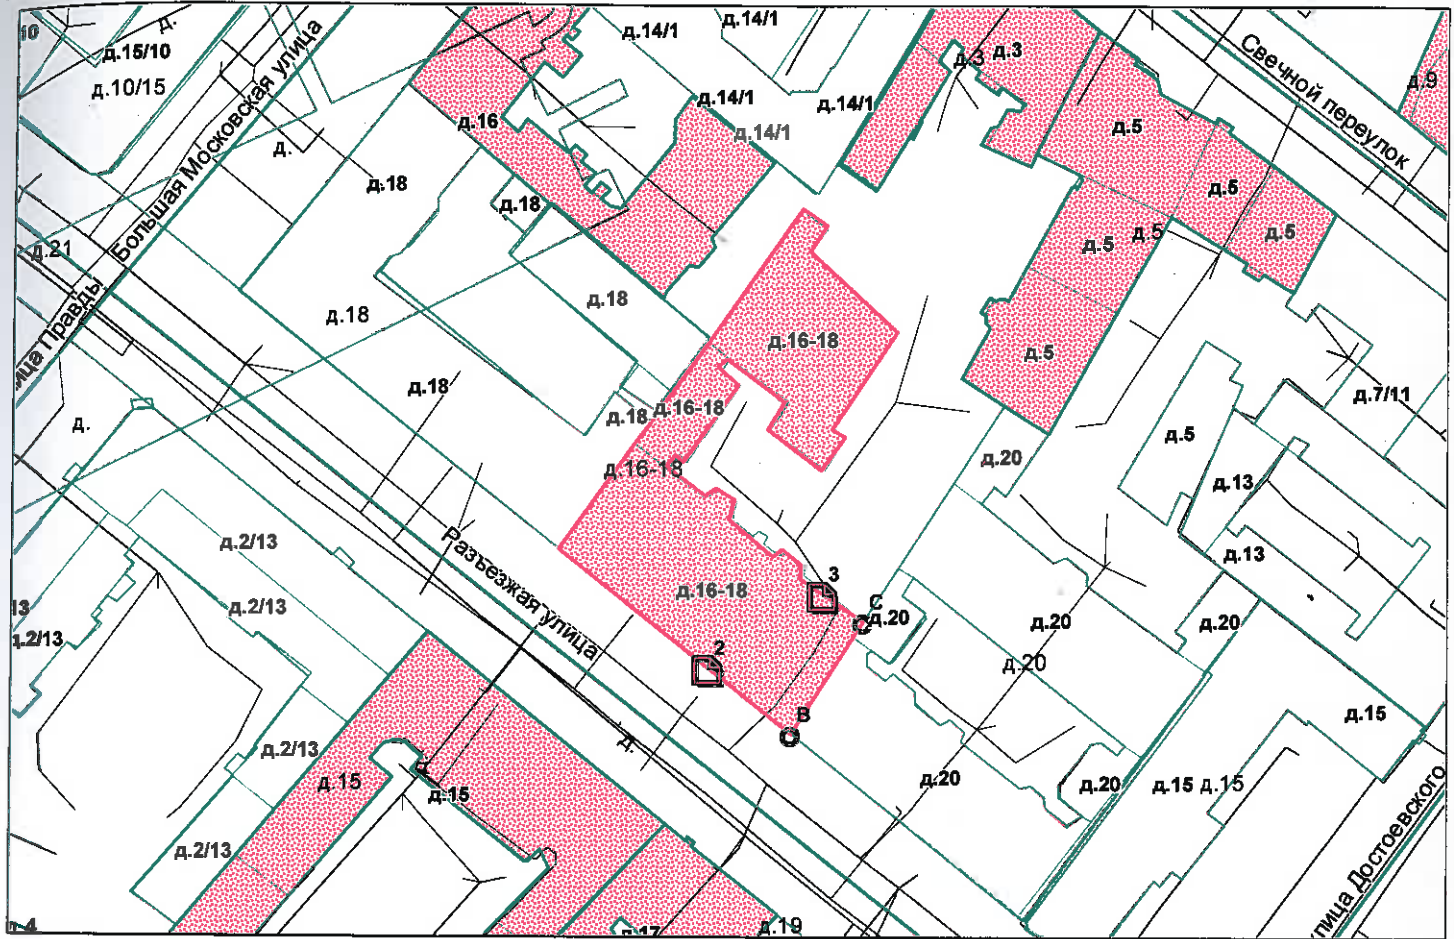 10
д.15/10
д.
д.10/15
Большая Московская улица
д.
д.16
д.18
д.18
д.14/1
д.14/1
д.14/1
д.14/1
д.14/1
д.3
д.3
Свечной переулок
д.9
д.5
д.5
д.5
д.5
д.5
д.5
д.21
д.18
д.18
д.18
д.18
д.16-18
д.16-18
д.16-18
д.16-18
д.7/11
д.5
д.13
д.13
д.20
д.
Разъезжая улица
д.2/13
д.2/13
13
д.2/13
3
2
C
B
д.20
д.20
д.20
д.20
д.15
д.2/13
д.15
д.15
д.
д.20
д.20
д.15
д.15
д.2/13
д.17
д.19